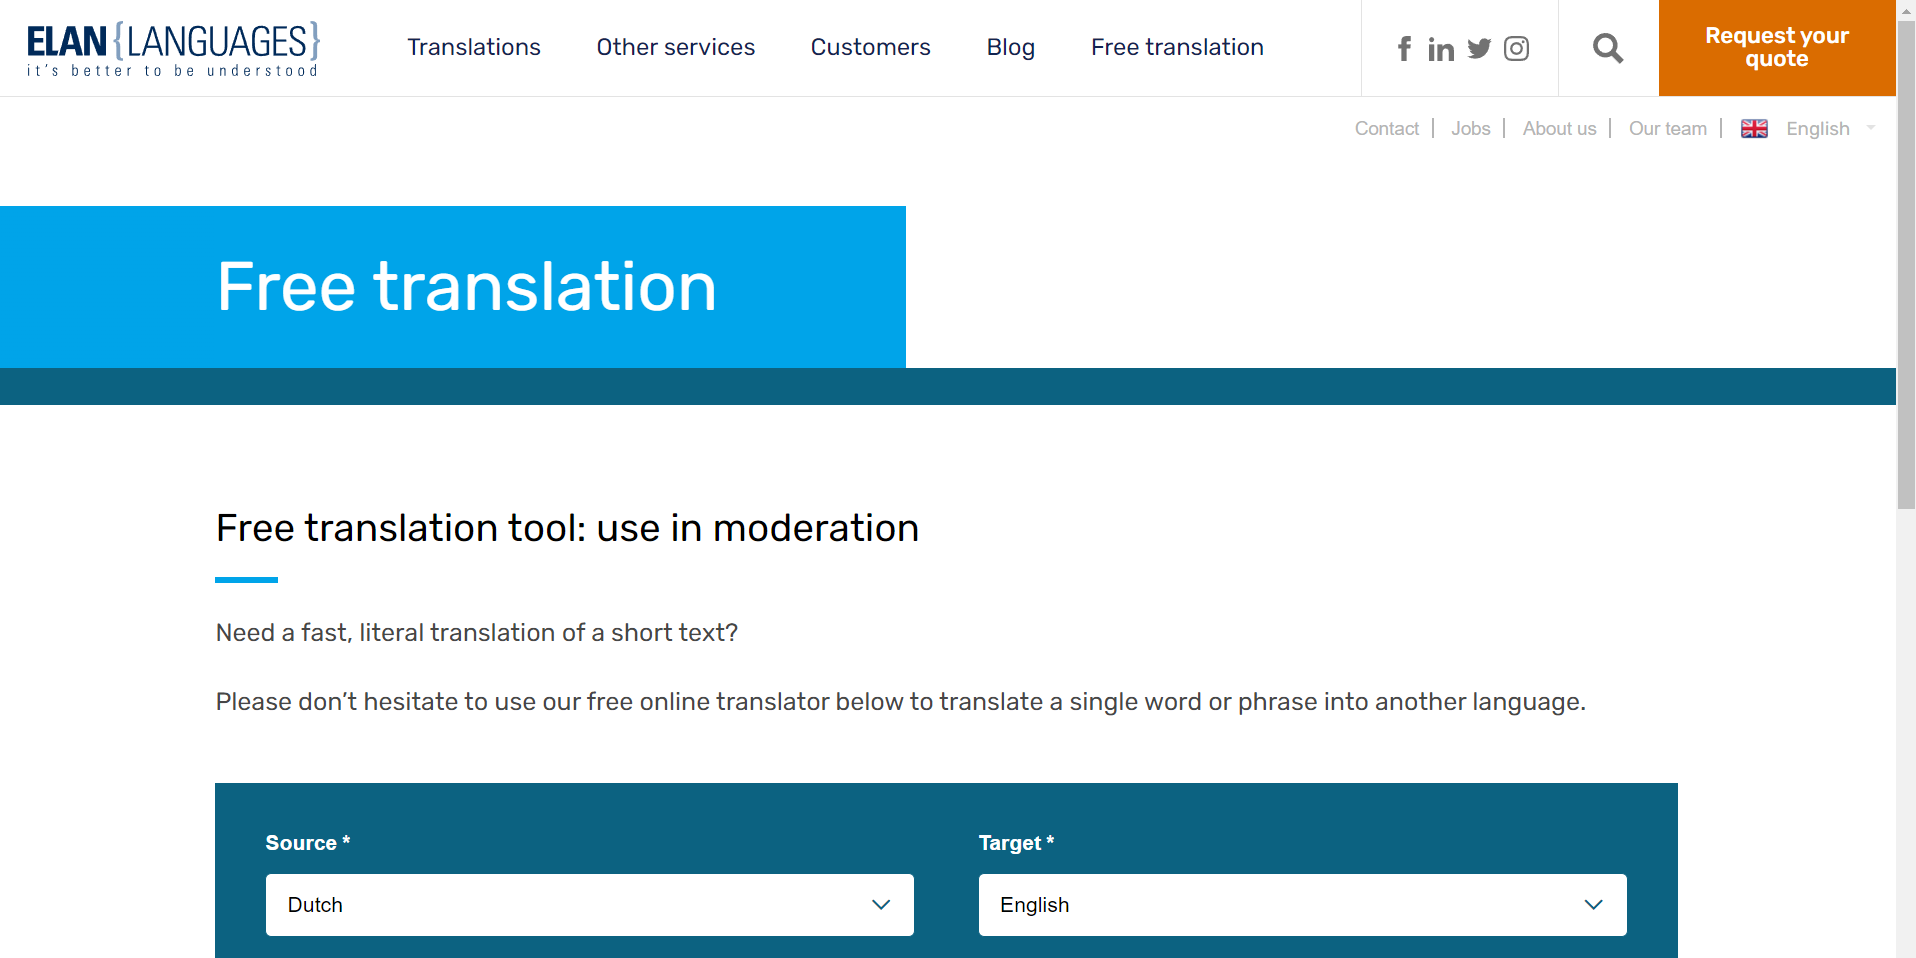 ELAN {LANGUAGES}
it's better to be understood
Translations
Other services
Customers
Blog
Free translation
Request your
quote
Contact
Jobs
About us
Our team
English
Free translation
Free translation tool: use in moderation
Need a fast, literal translation of a short text?
Please don’t hesitate to use our free online translator below to translate a single word or phrase into another language.
Source *
Target *
Dutch
English